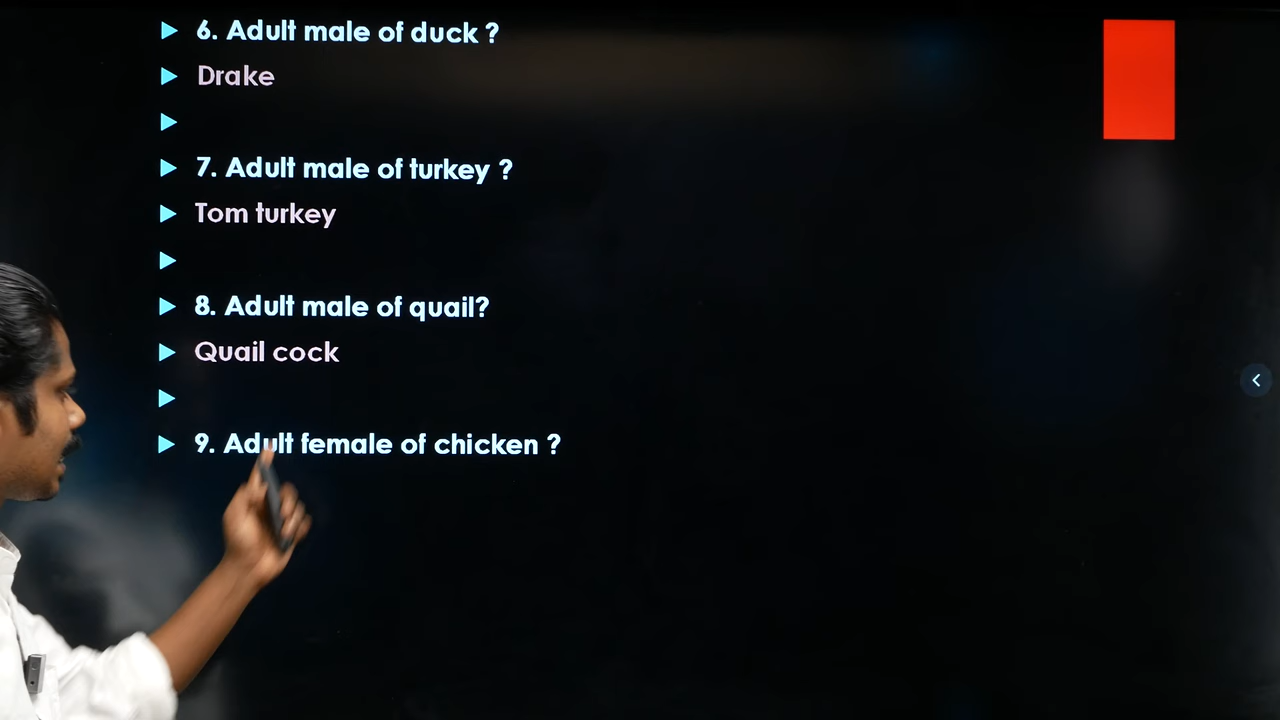 6. Adult male of duck ?
Drake
7. Adult male of turkey ?
Tom turkey
8. Adult male of quail?
Quail cock
9. Adult female of chicken ?